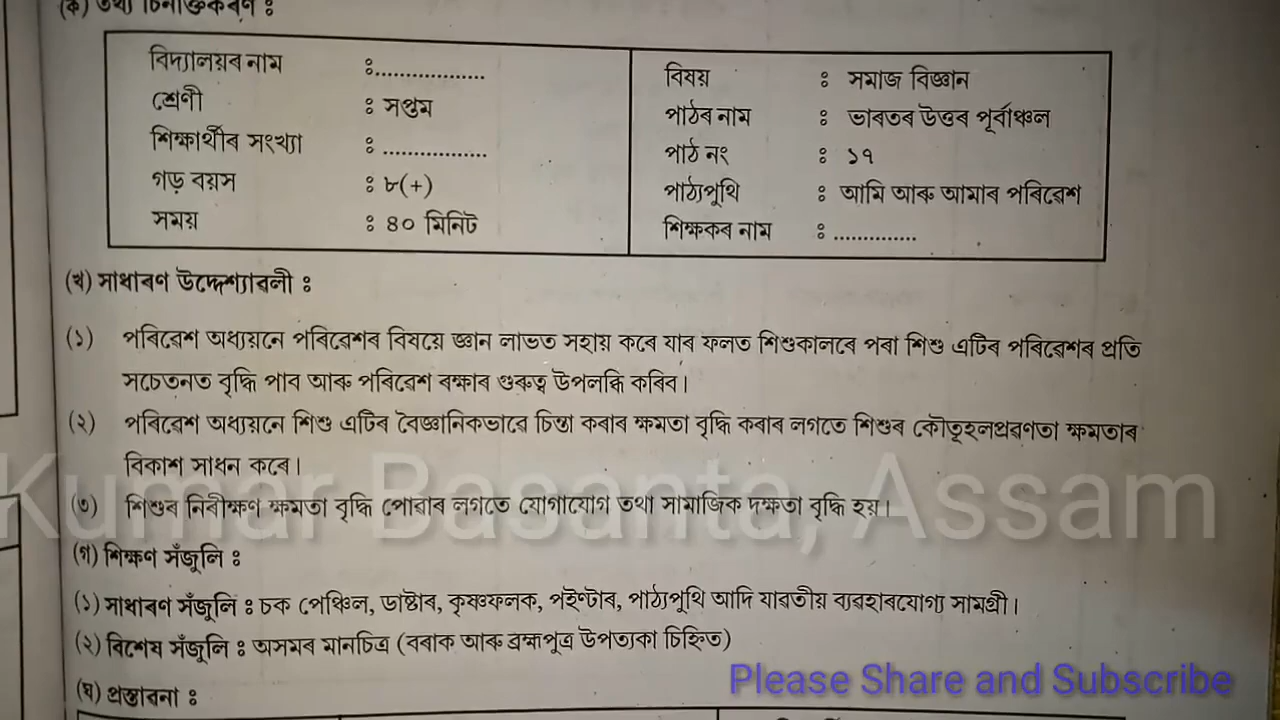 (ক) তথ্য চিনাক্তকৰণ :
বিদ্যালয়ৰ নাম :..................
শ্ৰেণী : সপ্তম
শিক্ষাৰ্থীৰ সংখ্যা : .................
গড় বয়স : ৮(+)
সময় : ৪০ মিনিট
বিষয় : সমাজ বিজ্ঞান
পাঠৰ নাম : ভাৰতৰ উত্তৰ পূৰ্বাঞ্চল
পাঠ নং : ১৭
পাঠ্যপুথি : আমি আৰু আমাৰ পৰিৱেশ
শিক্ষকৰ নাম : .............
(খ) সাধাৰণ উদ্দেশ্যাৱলী :
(১) পৰিৱেশ অধ্যয়নে পৰিৱেশৰ বিষয়ে জ্ঞান লাভত সহায় কৰে যাৰ ফলত শিশুকালৰে পৰা শিশু এটিৰ পৰিৱেশৰ প্ৰতি
সচেতনত বৃদ্ধি পাব আৰু পৰিৱেশ ৰক্ষাৰ গুৰুত্ব উপলব্ধি কৰিব।
(২) পৰিৱেশ অধ্যয়নে শিশু এটিৰ বৈজ্ঞানিকভাৱে চিন্তা কৰাৰ ক্ষমতা বৃদ্ধি কৰাৰ লগতে শিশুৰ কৌতূহলপ্ৰৱণতা ক্ষমতাৰ
বিকাশ সাধন কৰে।
(৩) শিশুৰ নিৰীক্ষণ ক্ষমতা বৃদ্ধি পোৱাৰ লগতে যোগাযোগ তথা সামাজিক দক্ষতা বৃদ্ধি হয়।
Kumar Basanta, Assam
(গ) শিক্ষণ সঁজুলি :
(১) সাধাৰণ সঁজুলি : চক পেঞ্চিল, ডাষ্টাৰ, কৃষ্ণফলক, পইণ্টাৰ, পাঠ্যপুথি আদি যাৱতীয় ব্যৱহাৰযোগ্য সামগ্ৰী।
(২) বিশেষ সঁজুলি : অসমৰ মানচিত্ৰ (বৰাক আৰু ব্ৰহ্মপুত্ৰ উপত্যকা চিহ্নিত)
Please Share and Subscribe
(ঘ) প্ৰস্তাৱনা :